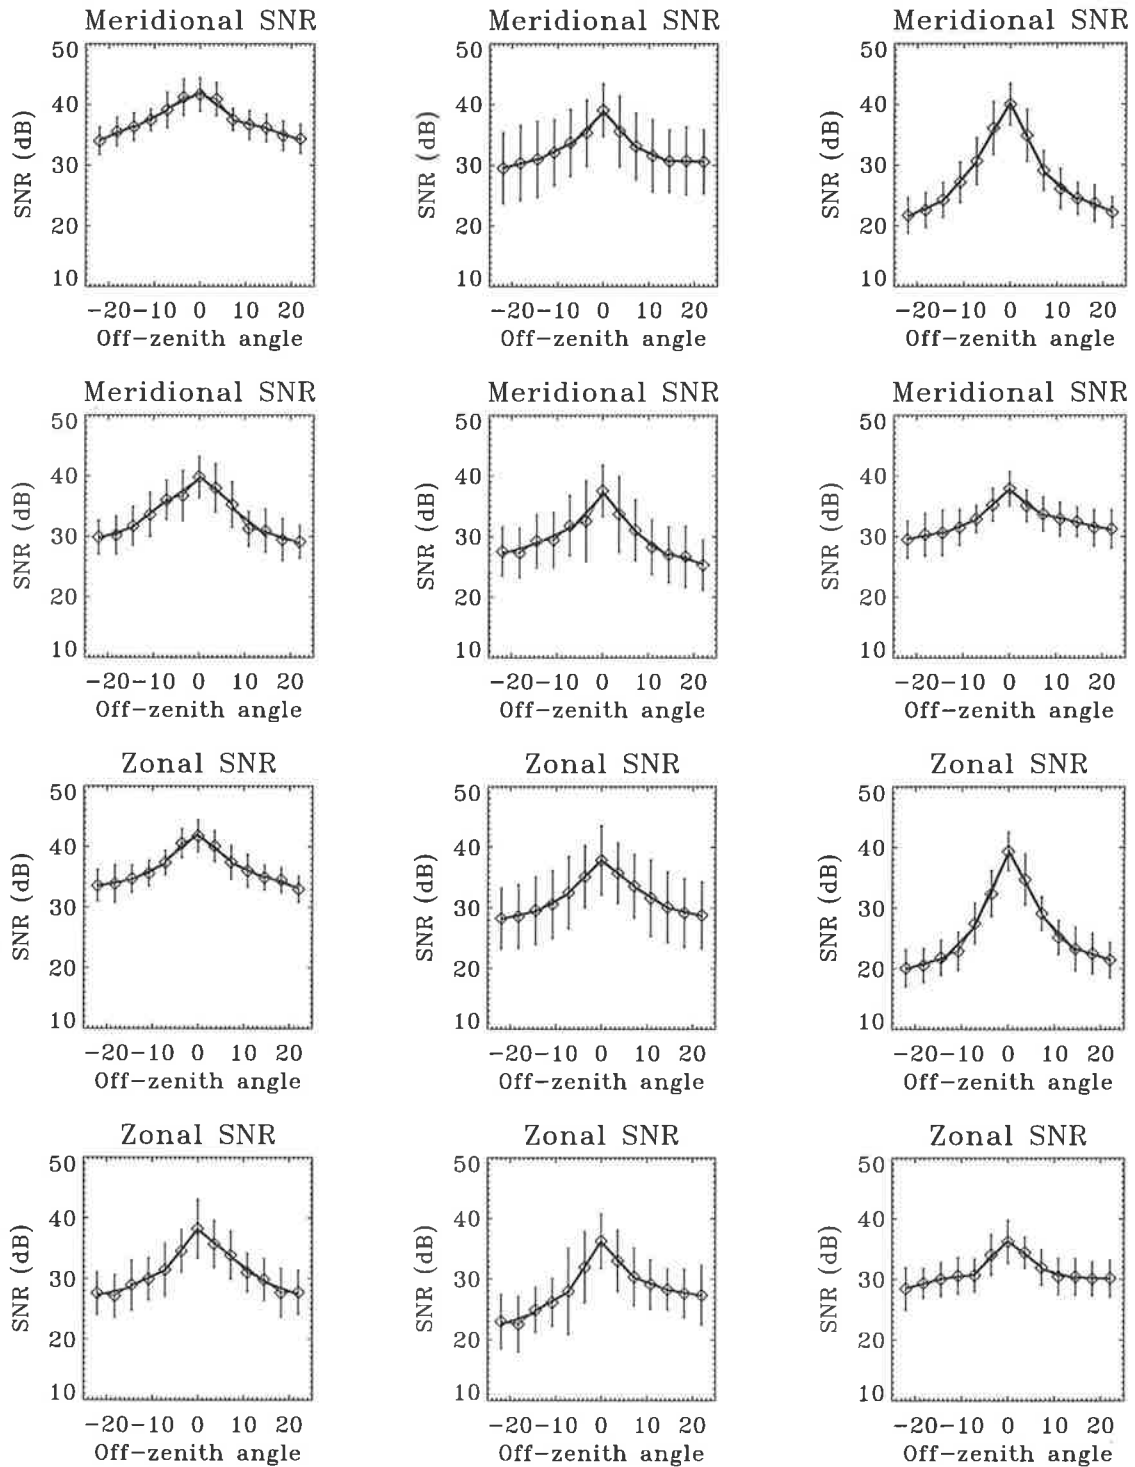 Meridional SNR Meridional SNR Meridional SNR
50 50 50
40 40 40
SNR (dB) SNR (dB) SNR (dB)
30 30 30
20 20 20
10 10 10
-20 -10 0 10 20 -20 -10 0 10 20 -20 -10 0 10 20
Off-zenith angle Off-zenith angle Off-zenith angle
Meridional SNR Meridional SNR Meridional SNR
50 50 50
40 40 40
SNR (dB) SNR (dB) SNR (dB)
30 30 30
20 20 20
10 10 10
-20 -10 0 10 20 -20 -10 0 10 20 -20 -10 0 10 20
Off-zenith angle Off-zenith angle Off-zenith angle
Zonal SNR Zonal SNR Zonal SNR
50 50 50
40 40 40
SNR (dB) SNR (dB) SNR (dB)
30 30 30
20 20 20
10 10 10
-20 -10 0 10 20 -20 -10 0 10 20 -20 -10 0 10 20
Off-zenith angle Off-zenith angle Off-zenith angle
Zonal SNR Zonal SNR Zonal SNR
50 50 50
40 40 40
SNR (dB) SNR (dB) SNR (dB)
30 30 30
20 20 20
10 10 10
-20 -10 0 10 20 -20 -10 0 10 20 -20 -10 0 10 20
Off-zenith angle Off-zenith angle Off-zenith angle